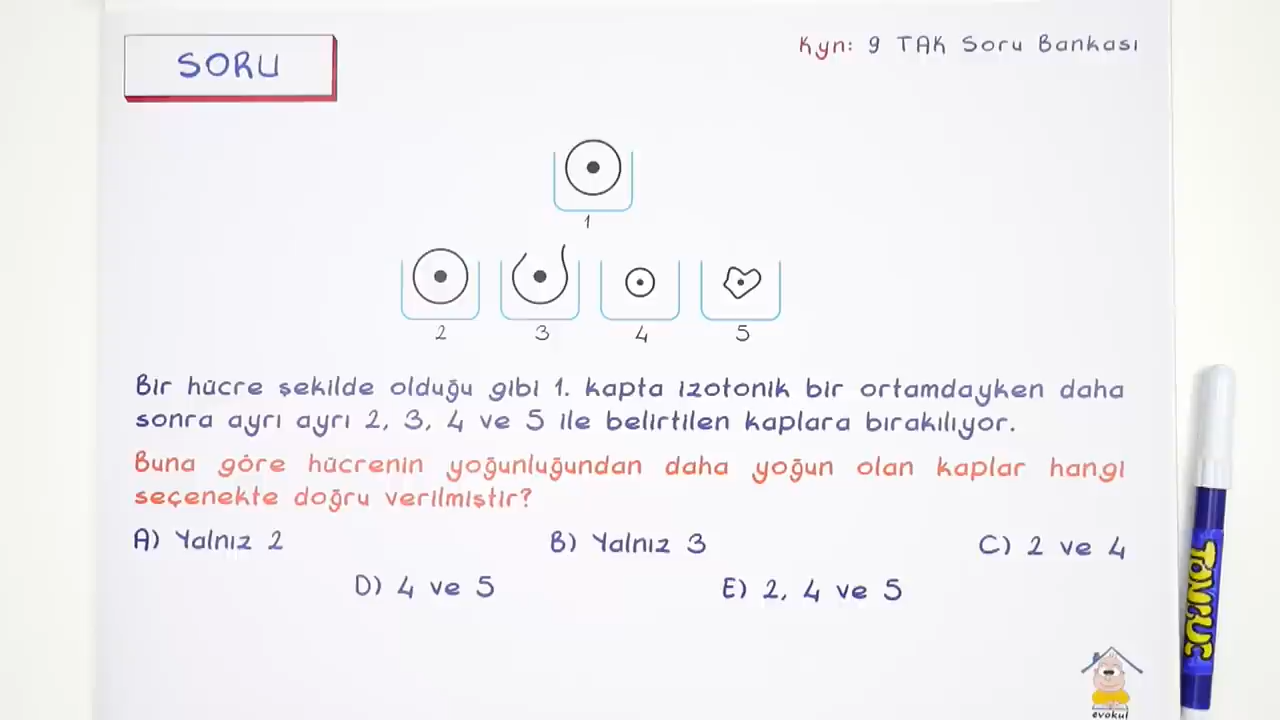 SORU
Kyn: 9 TAK Soru Bankası
1
2 3 4 5
Bir hücre şekilde olduğu gibi 1. kapta izotonik bir ortamdayken daha
sonra ayrı ayrı 2, 3, 4 ve 5 ile belirtilen kaplara bırakılıyor.
Buna göre hücrenin yoğunluğundan daha yoğun olan kaplar hangi
seçenekte doğru verilmiştir?
A) Yalnız 2 B) Yalnız 3 C) 2 ve 4
D) 4 ve 5 E) 2, 4 ve 5
TOMBUC
evokul